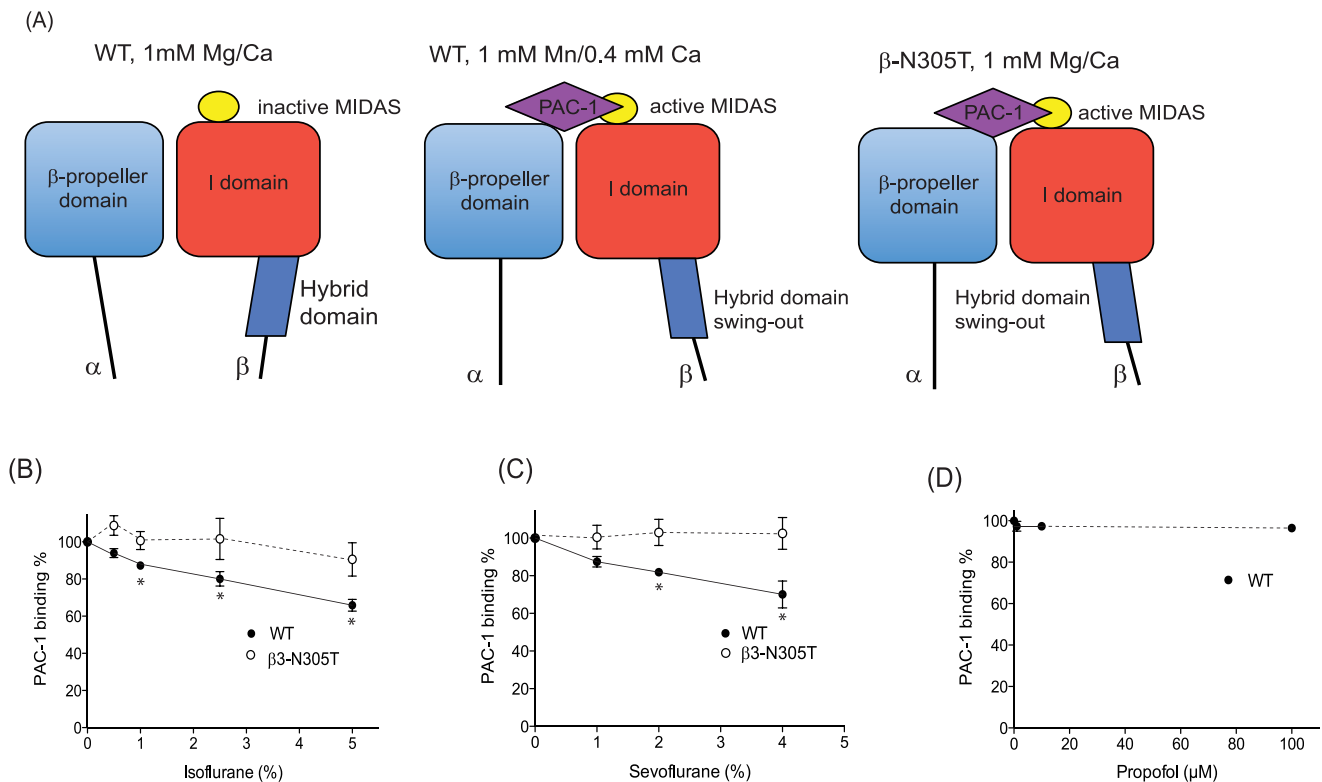 (A)
WT, 1mM Mg/Ca
WT, 1 mM Mn/0.4 mM Ca
β-N305T, 1 mM Mg/Ca
inactive MIDAS
PAC-1
active MIDAS
PAC-1
active MIDAS
β-propeller
domain
I domain
β-propeller
domain
I domain
β-propeller
domain
I domain
Hybrid
domain
Hybrid domain
swing-out
Hybrid domain
swing-out
α
β
α
β
α
β
(B)
PAC-1 binding %
100
80
60
40
20
0
*
*
*
WT
β3-N305T
0 1 2 3 4 5
Isoflurane (%)
(C)
PAC-1 binding %
100
80
60
40
20
0
*
*
WT
β3-N305T
0 1 2 3 4 5
Sevoflurane (%)
(D)
PAC-1 binding %
100
80
60
40
20
0
WT
0 20 40 60 80 100
Propofol (μM)